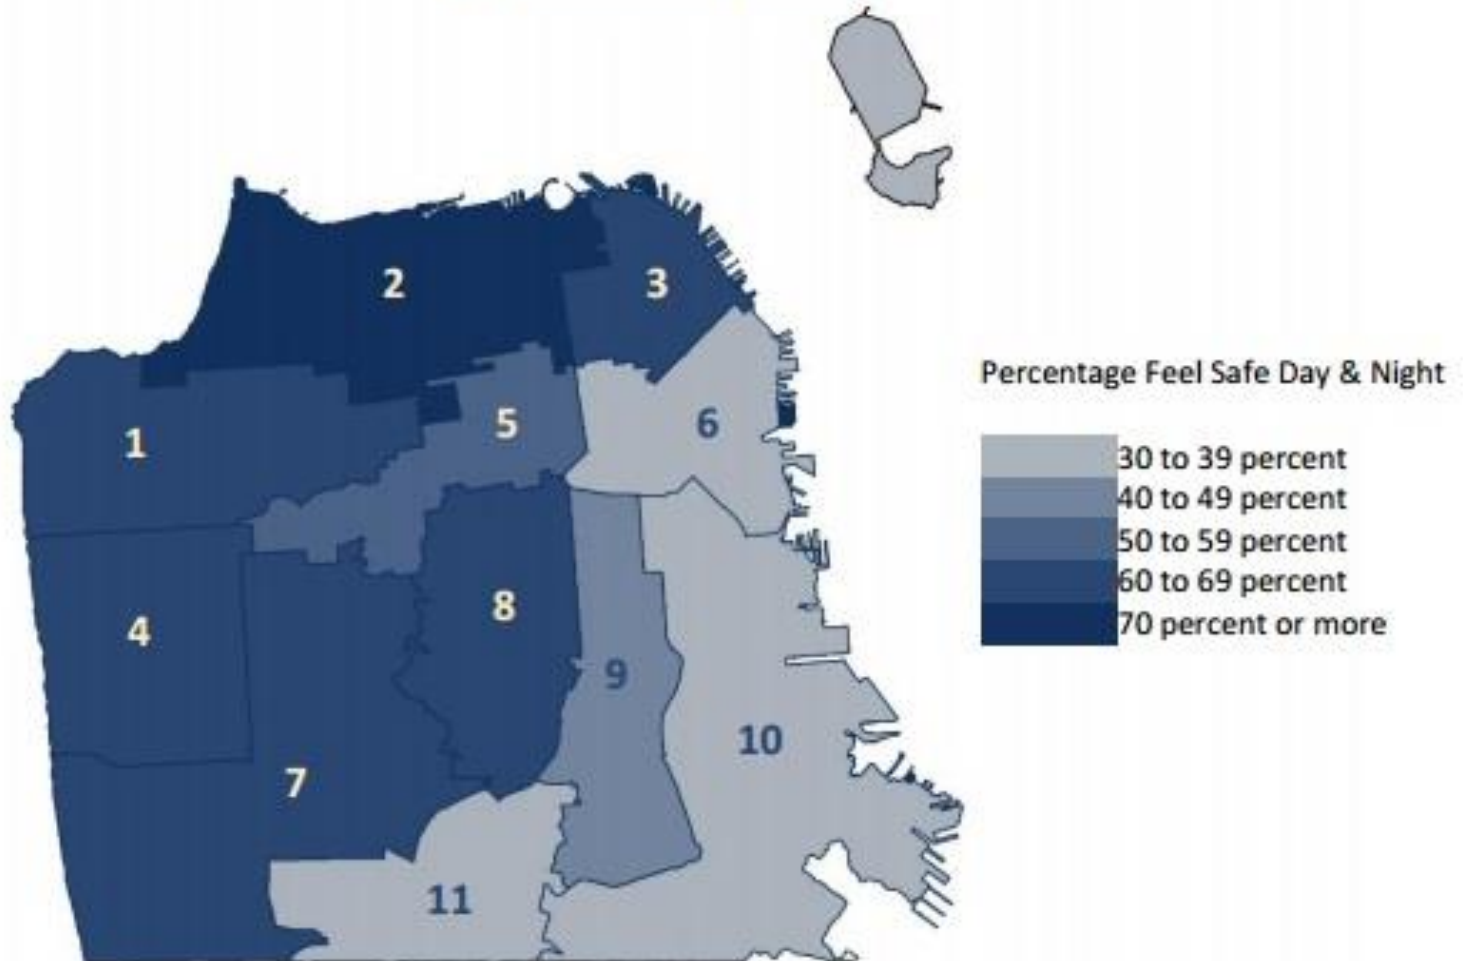 2
3
Percentage Feel Safe Day & Night
1
5
6
30 to 39 percent
40 to 49 percent
50 to 59 percent
60 to 69 percent
70 percent or more
4
8
9
10
7
11